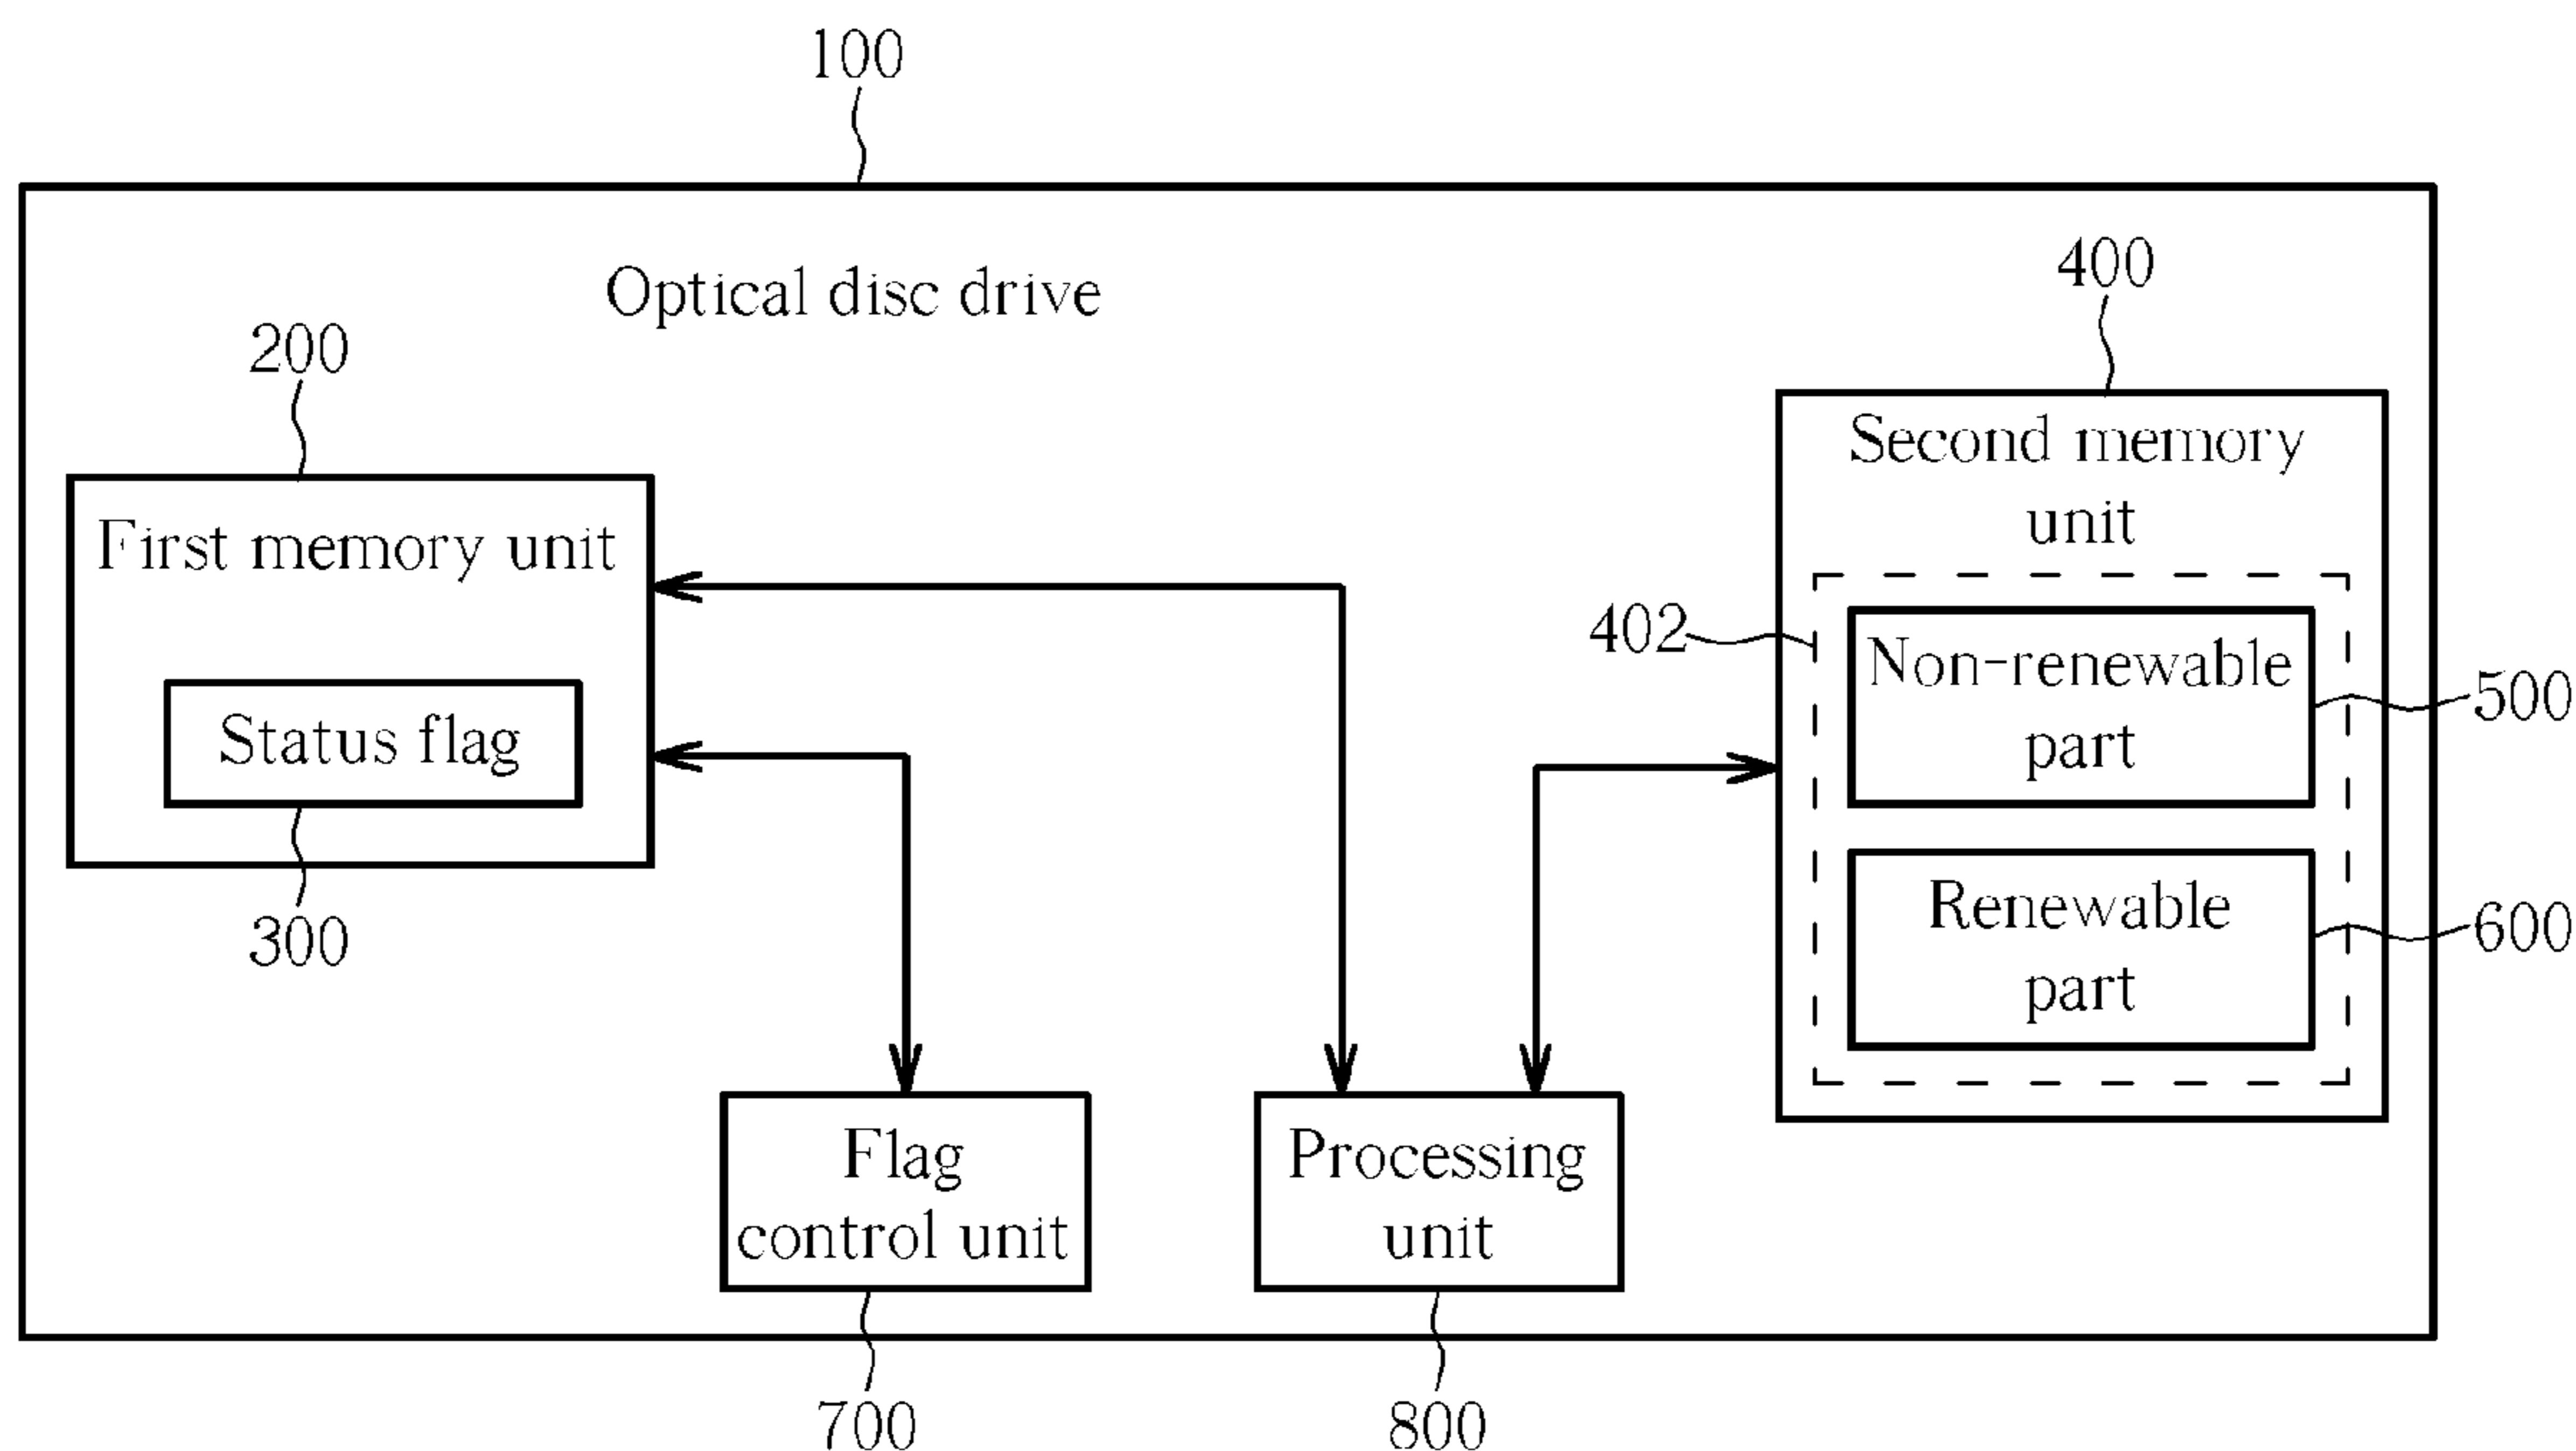 100
Optical disc drive
200
First memory unit
Status flag
300
400
Second memory
unit
402
Non-renewable
part
500
Renewable
part
600
Flag
control unit
700
Processing
unit
800